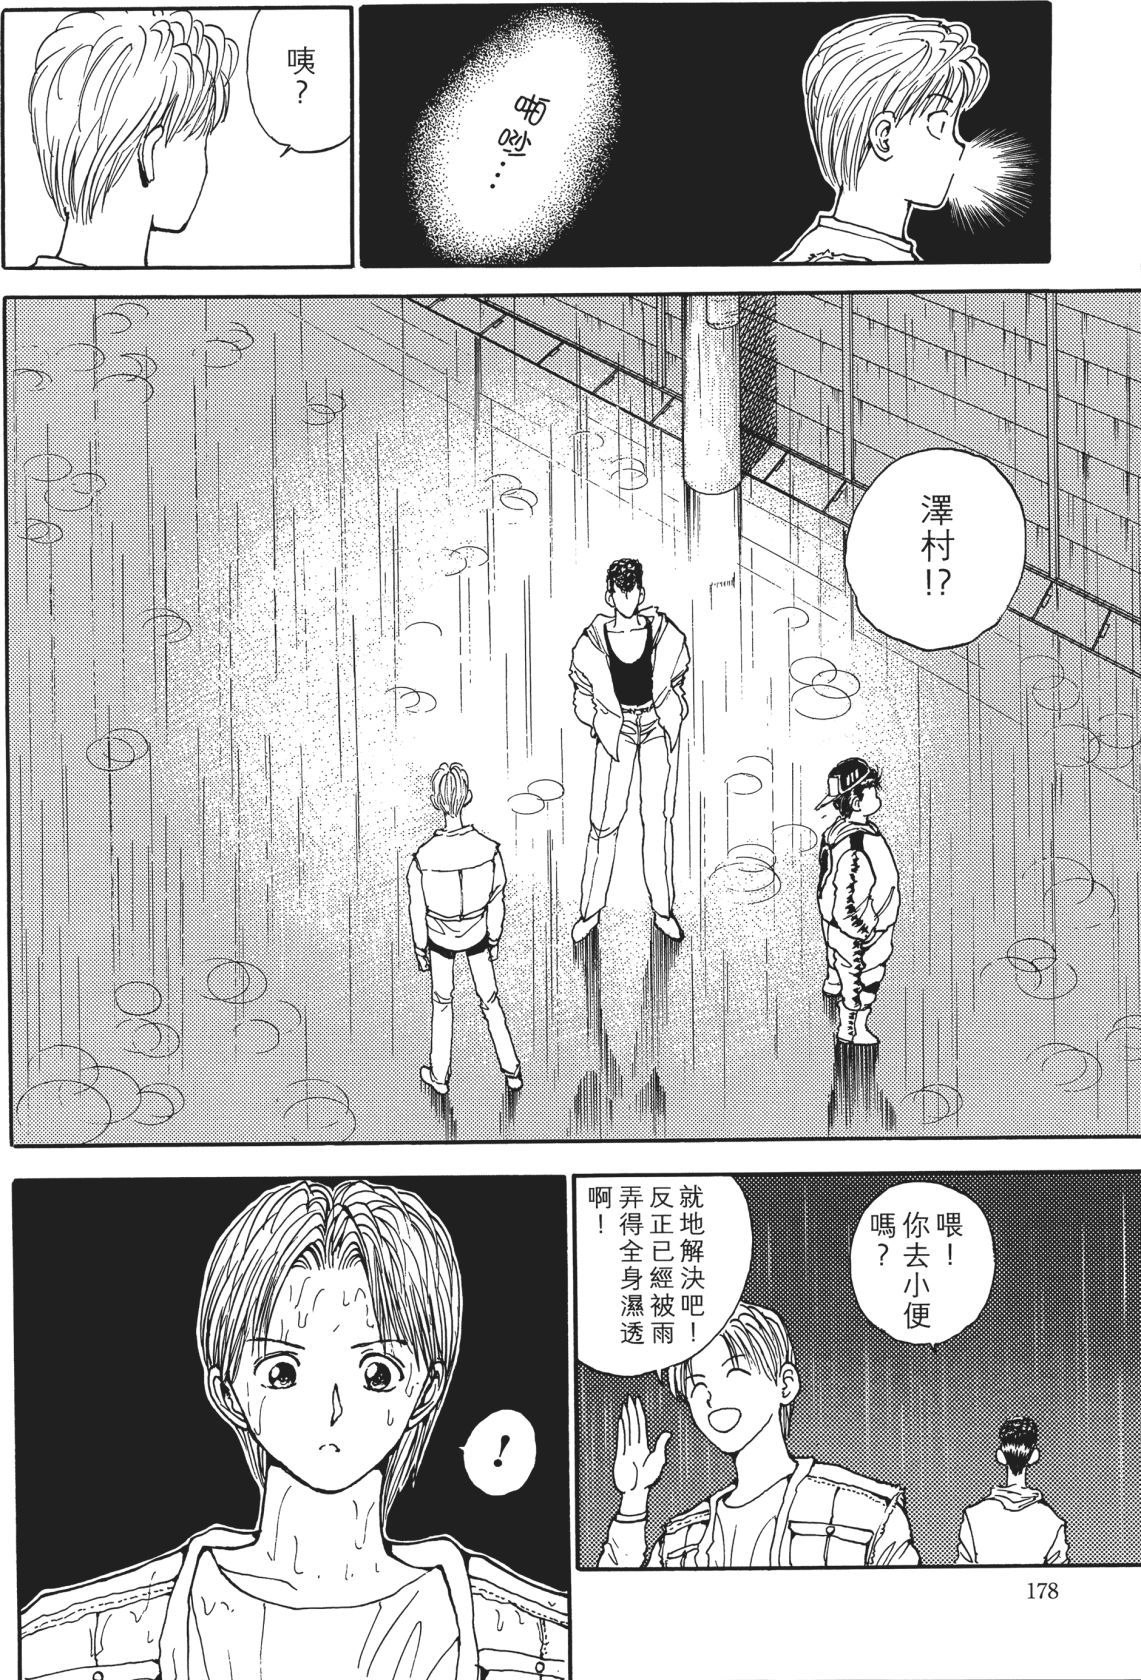 啪
沙…
咦？
澤村!?
喂！
你去小便
嗎？
就地解決吧！
反正已經被雨
弄得全身濕透
啊！
！
178